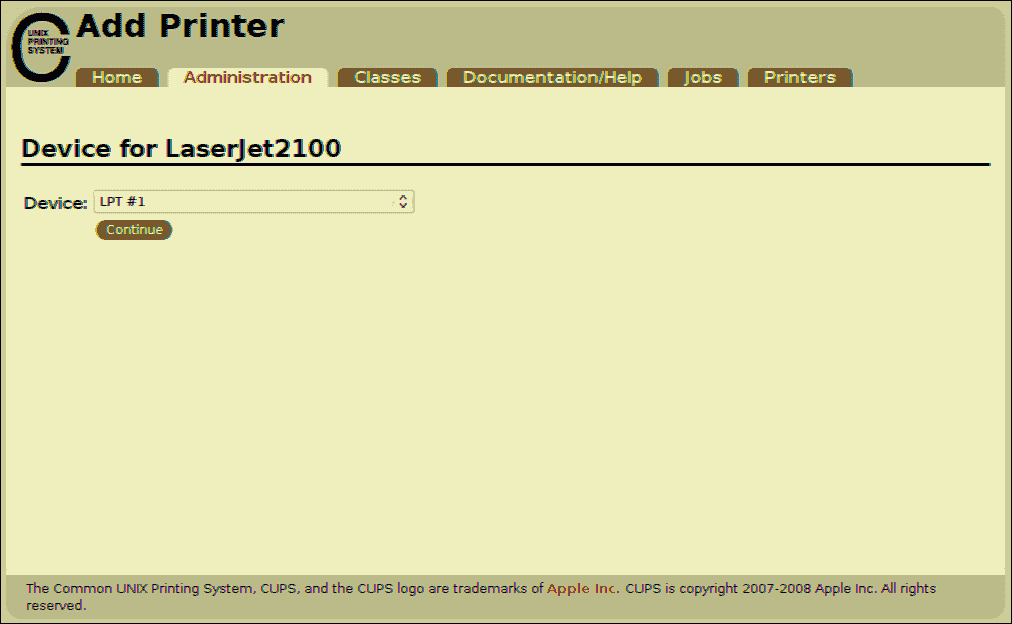 UNIX
PRINTING
SYSTEM
Add Printer
Home Administration Classes Documentation/Help Jobs Printers
Device for LaserJet2100
Device: LPT #1
Continue
The Common UNIX Printing System, CUPS, and the CUPS logo are trademarks of Apple Inc. CUPS is copyright 2007-2008 Apple Inc. All rights
reserved.